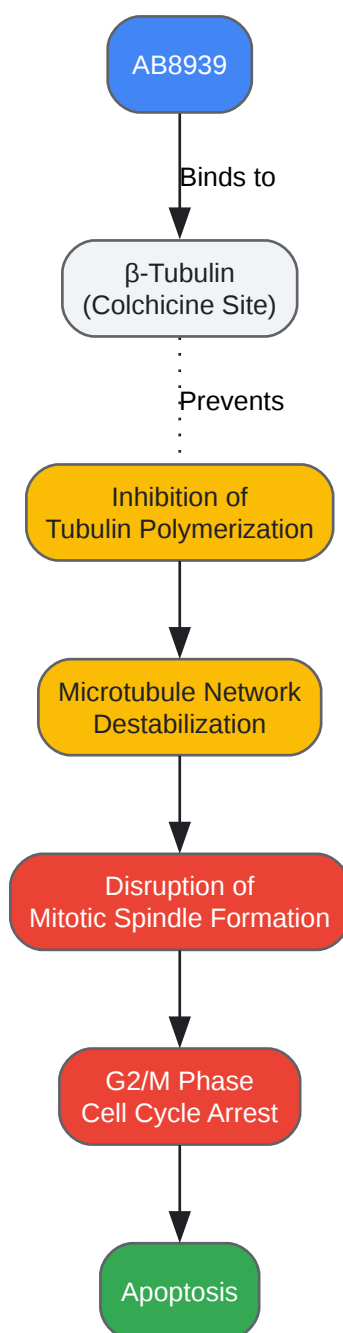 AB8939
Binds to
β-Tubulin
(Colchicine Site)
Prevents
Inhibition of
Tubulin Polymerization
Microtubule Network
Destabilization
Disruption of
Mitotic Spindle Formation
G2/M Phase
Cell Cycle Arrest
Apoptosis